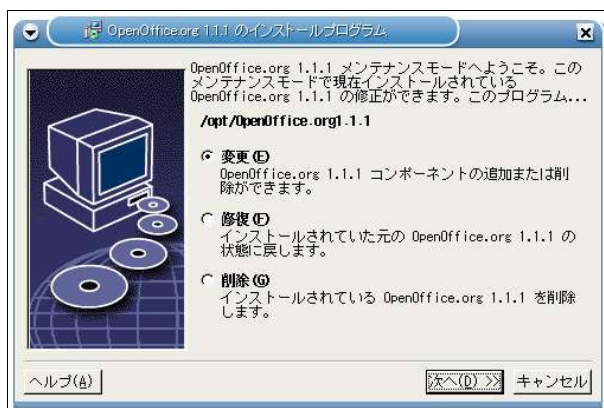 OpenOffice.org 1.1.1 のインストールプログラム
OpenOffice.org 1.1.1 メンテナンスモードへようこそ。この
メンテナンスモードで現在インストールされている
OpenOffice.org 1.1.1 の修正ができます。このプログラム...
/opt/OpenOffice.org1.1.1
変更(E)
OpenOffice.org 1.1.1 コンポーネントの追加または削
除ができます。
修復(F)
インストールされていた元の OpenOffice.org 1.1.1 の
状態に戻します。
削除(G)
インストールされている OpenOffice.org 1.1.1 を削除
します。
ヘルプ(A)
次へ(D) >>
キャンセル